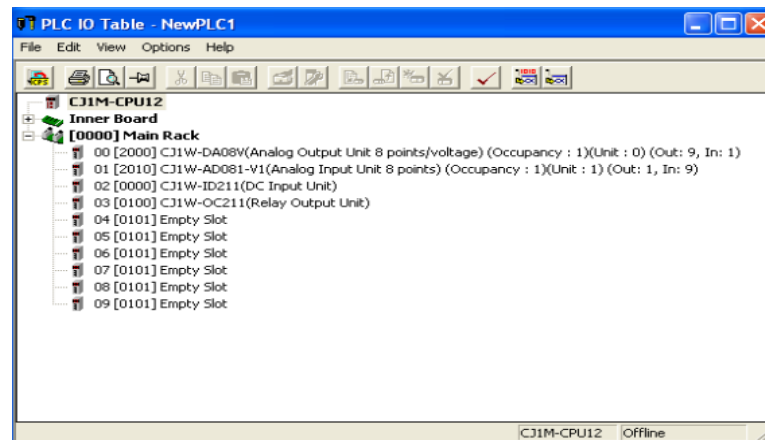 PLC IO Table - NewPLC1
File Edit View Options Help
CJ1M-CPU12
Inner Board
[0000] Main Rack
00 [2000] CJ1W-DA08V(Analog Output Unit 8 points/voltage) (Occupancy : 1)(Unit : 0) (Out: 9, In: 1)
01 [2010] CJ1W-AD081-V1(Analog Input Unit 8 points) (Occupancy : 1)(Unit : 1) (Out: 1, In: 9)
02 [0000] CJ1W-ID211(DC Input Unit)
03 [0100] CJ1W-OC211(Relay Output Unit)
04 [0101] Empty Slot
05 [0101] Empty Slot
06 [0101] Empty Slot
07 [0101] Empty Slot
08 [0101] Empty Slot
09 [0101] Empty Slot
CJ1M-CPU12 Offline